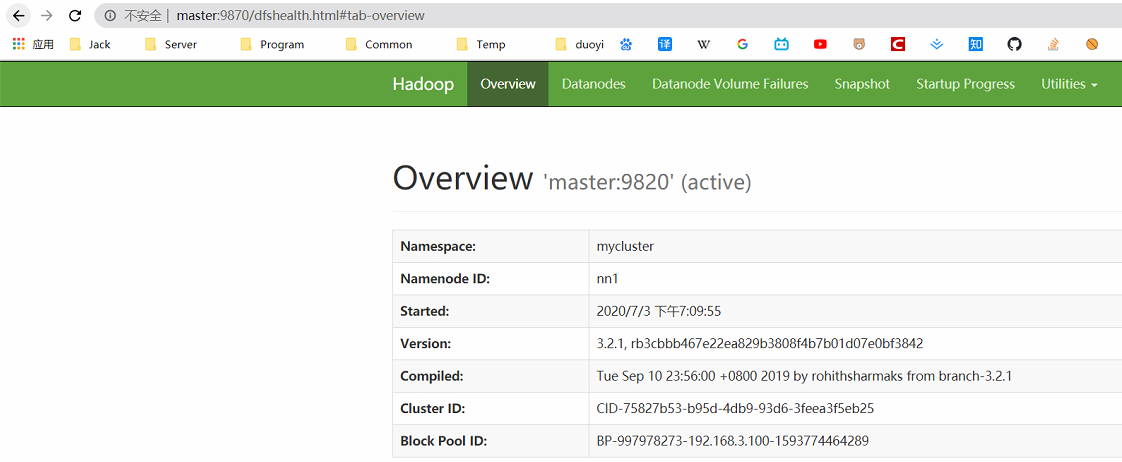 不安全 | master:9870/dfshealth.html#tab-overview
应用 Jack Server Program Common Temp duoyi 译 W G C 知
Hadoop Overview Datanodes Datanode Volume Failures Snapshot Startup Progress Utilities
Overview 'master:9820' (active)
Namespace: mycluster
Namenode ID: nn1
Started: 2020/7/3 下午7:09:55
Version: 3.2.1, rb3cbbb467e22ea829b3808f4b7b01d07e0bf3842
Compiled: Tue Sep 10 23:56:00 +0800 2019 by rohithsharmaks from branch-3.2.1
Cluster ID: CID-75827b53-b95d-4db9-93d6-3feea3f5eb25
Block Pool ID: BP-997978273-192.168.3.100-1593774464289